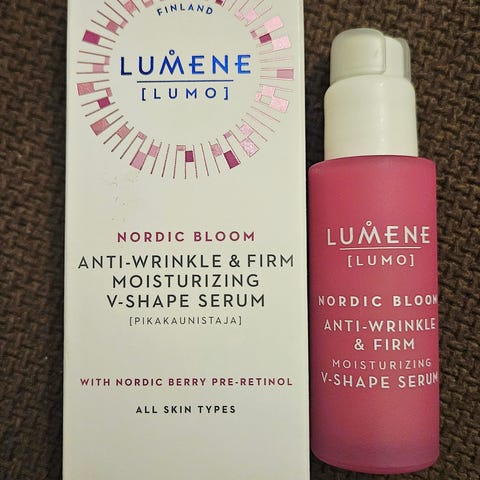 FINLAND
LUMENE
[LUMO]
NORDIC BLOOM
ANTI-WRINKLE & FIRM
MOISTURIZING
V-SHAPE SERUM
[PIKAKAUNISTAJA]
WITH NORDIC BERRY PRE-RETINOL
ALL SKIN TYPES
LUMENE
[LUMO]
NORDIC BLOOM
ANTI-WRINKLE
& FIRM
MOISTURIZING
V-SHAPE SERUM